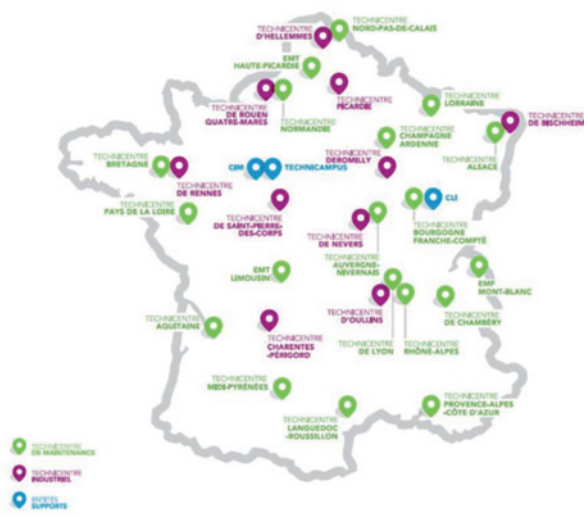 TECHNICENTRE
NORD-PAS-DE-CALAIS
TECHNICENTRE
D'HELLEMMES
EMT
HAUTE-PICARDIE
TECHNICENTRE
PICARDIE
TECHNICENTRE
DE ROUEN
QUATRE-MARES
TECHNICENTRE
NORMANDIE
TECHNICENTRE
LORRAINE
TECHNICENTRE
DE BISCHHEIM
TECHNICENTRE
CHAMPAGNE
ARDENNE
TECHNICENTRE
ALSACE
TECHNICENTRE
BRETAGNE
TECHNICENTRE
DE RENNES
CIM
TECHNICAMPUS
TECHNICENTRE
DEROMILLY
TECHNICENTRE
PAYS DE LA LOIRE
TECHNICENTRE
DE SAINT-PIERRE-
DES-CORPS
TECHNICENTRE
DE NEVERS
CLI
TECHNICENTRE
BOURGOGNE
FRANCHE-COMPTÉ
TECHNICENTRE
AUVERGNE-
NIVERNAIS
EMT
LIMOUSIN
EMF
MONT-BLANC
TECHNICENTRE
D'OULLINS
TECHNICENTRE
DE CHAMBÉRY
TECHNICENTRE
AQUITAINE
TECHNICENTRE
CHARENTES
-PÉRIGORD
TECHNICENTRE
DE LYON
TECHNICENTRE
RHÔNE-ALPES
TECHNICENTRE
MIDI-PYRÉNÉES
TECHNICENTRE
LANGUEDOC
-ROUSSILLON
TECHNICENTRE
PROVENCE-ALPES
-CÔTE D'AZUR
TECHNICENTRE
DE MAINTENANCE
TECHNICENTRE
INDUSTRIEL
ENTITÉS
SUPPORTS